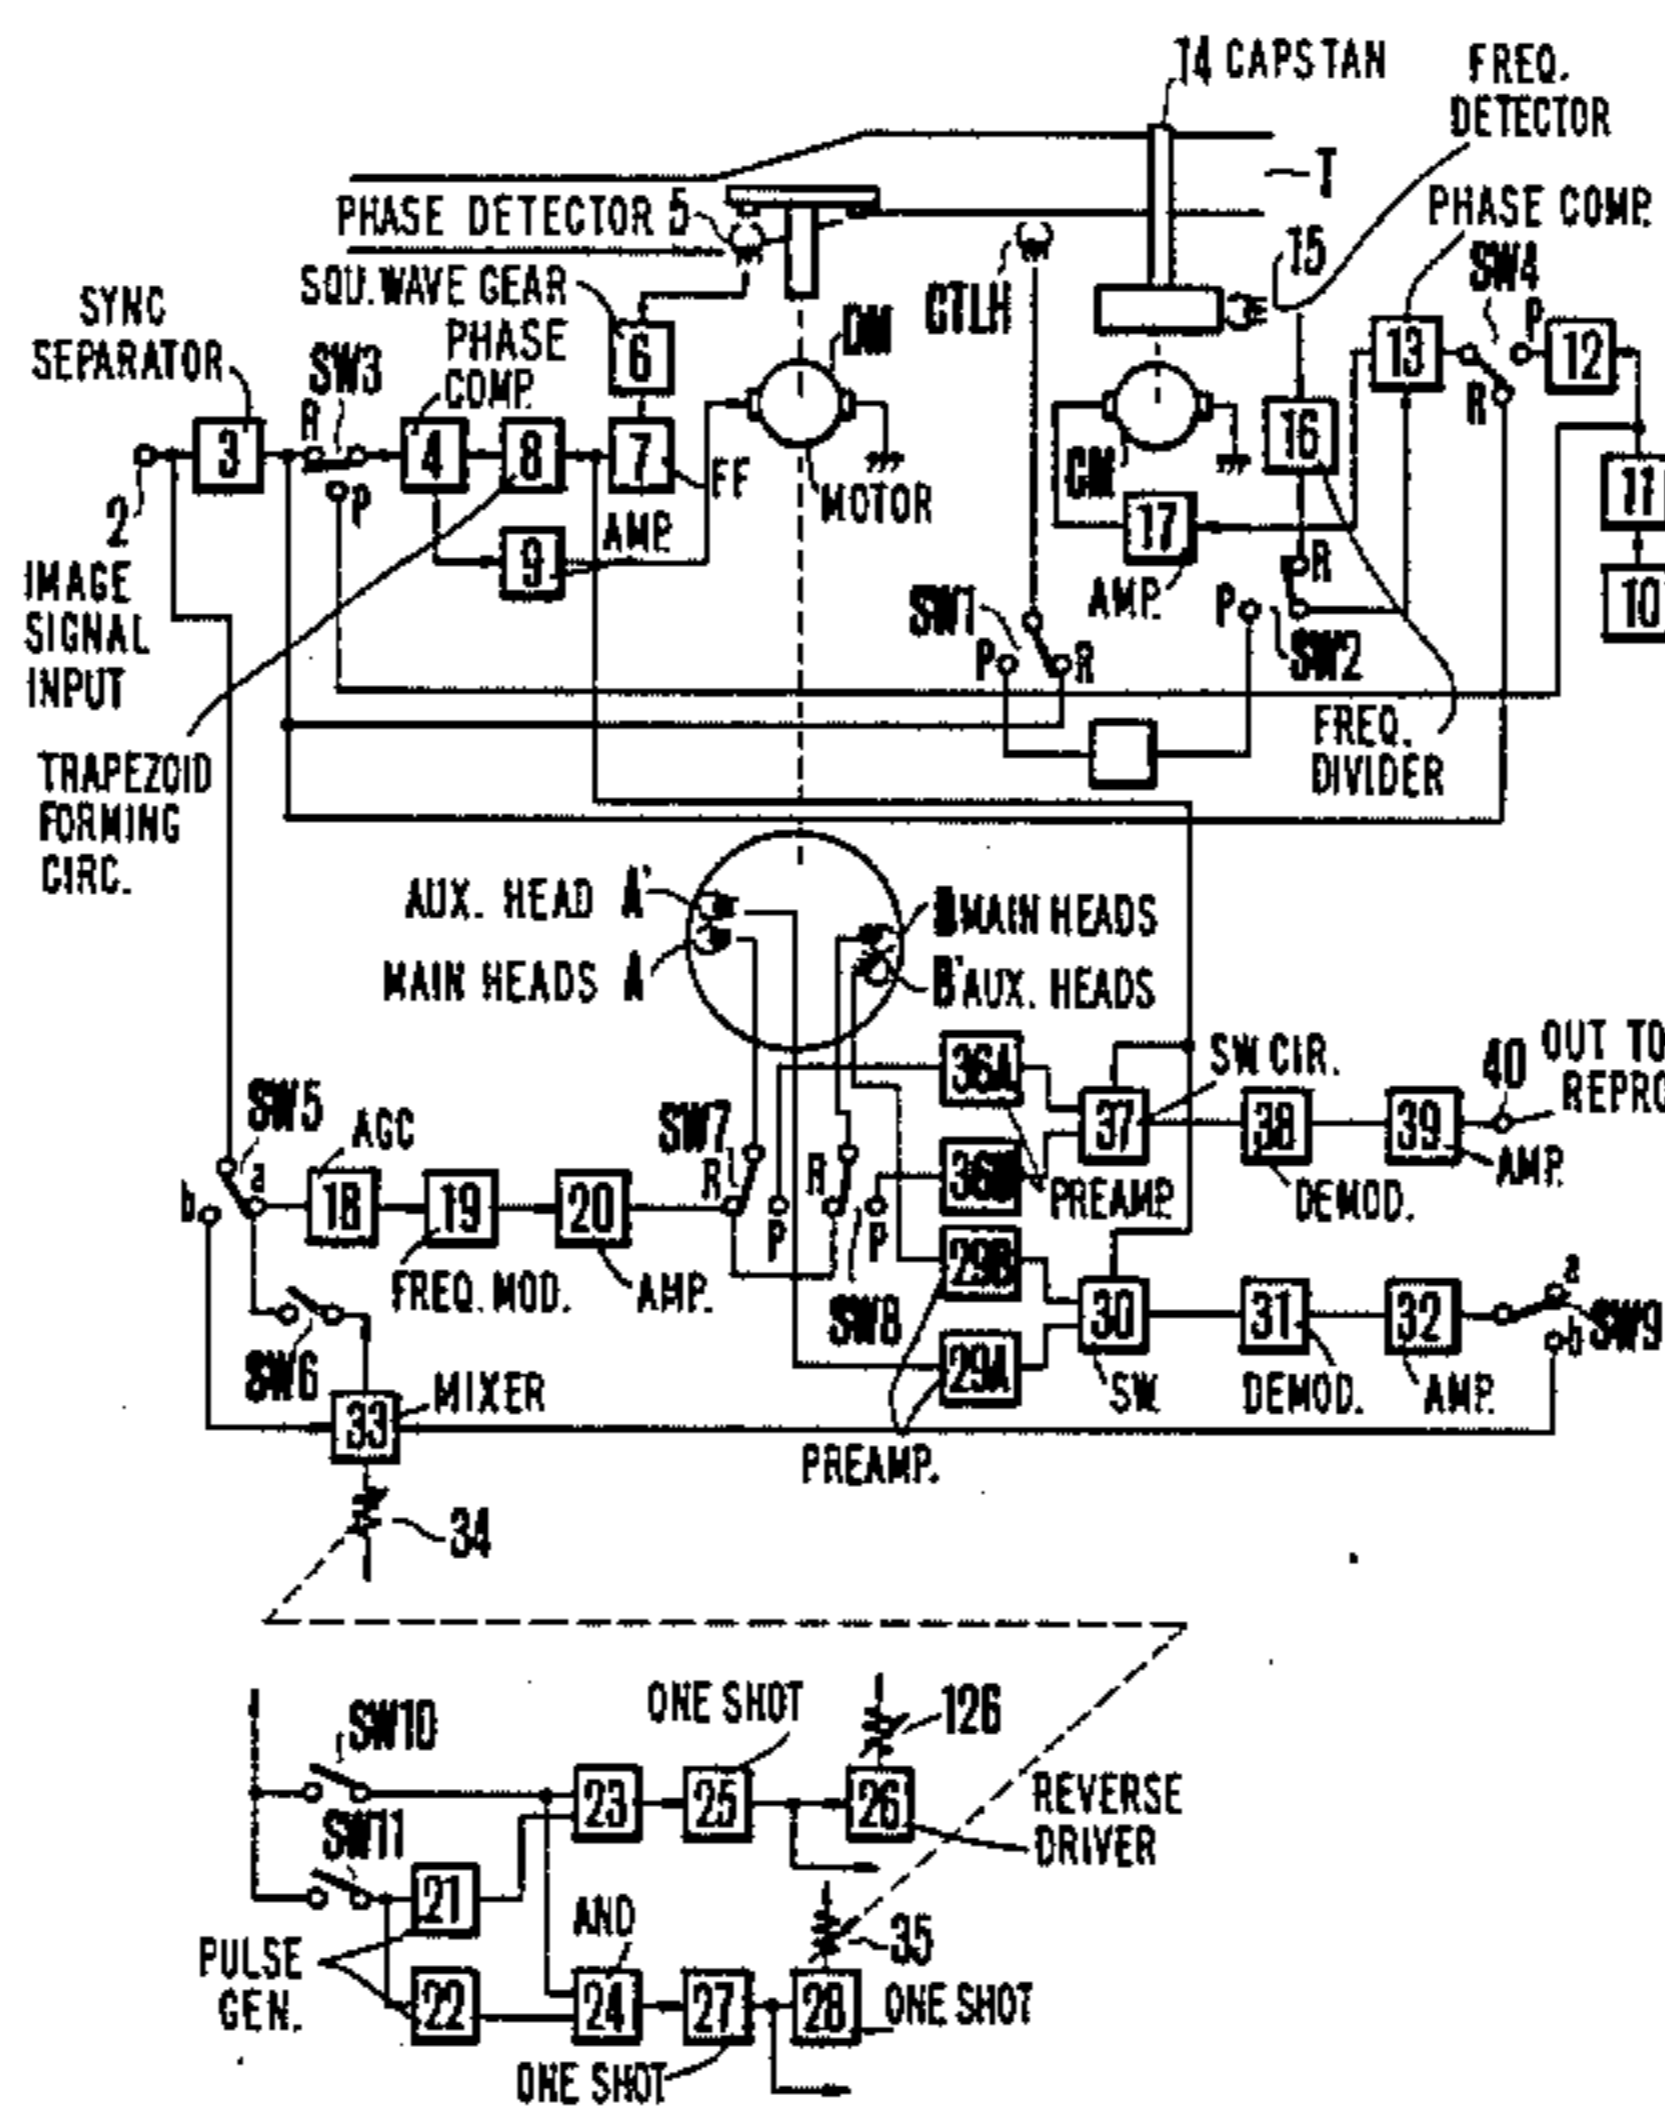 14 CAPSTAN
FREQ.
DETECTOR
T
PHASE DETECTOR 5
PHASE COMP.
15
SW4
SQU. WAVE GEAR
CTLH
SYNC
SEPARATOR
PHASE
COMP.
SW3
6
DM
13
P
12
R
R
3
4
8
7
FF
16
2
P
MOTOR
CM
11
IMAGE
SIGNAL
INPUT
9
AMP.
17
AMP.
R
10
SW1
P
SW2
P
R
TRAPEZOID
FORMING
CIRC.
FREQ.
DIVIDER
AUX. HEAD A'
B MAIN HEADS
MAIN HEADS A
B' AUX. HEADS
SW CIR.
40
OUT TO
REPRO
SW5
AGC
SW7
36A
37
38
39
a
R
R
36B
PREAMP.
DEMOD.
AMP.
b
18
19
20
P
P
FREQ. MOD.
AMP.
29B
SW8
30
31
32
a
SW9
b
SW6
29A
SW.
DEMOD.
AMP.
MIXER
33
PREAMP.
34
ONE SHOT
126
SW10
23
25
26
REVERSE
DRIVER
SW11
21
AND
35
PULSE
GEN.
22
24
27
28
ONE SHOT
ONE SHOT